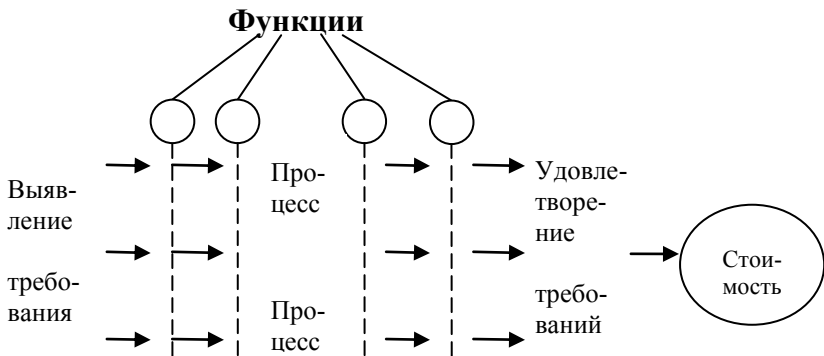 Функции
Выяв-
ление
требо-
вания
Про-
цесс
Про-
цесс
Удовле-
творе-
ние
требо-
ваний
Стои-
мость